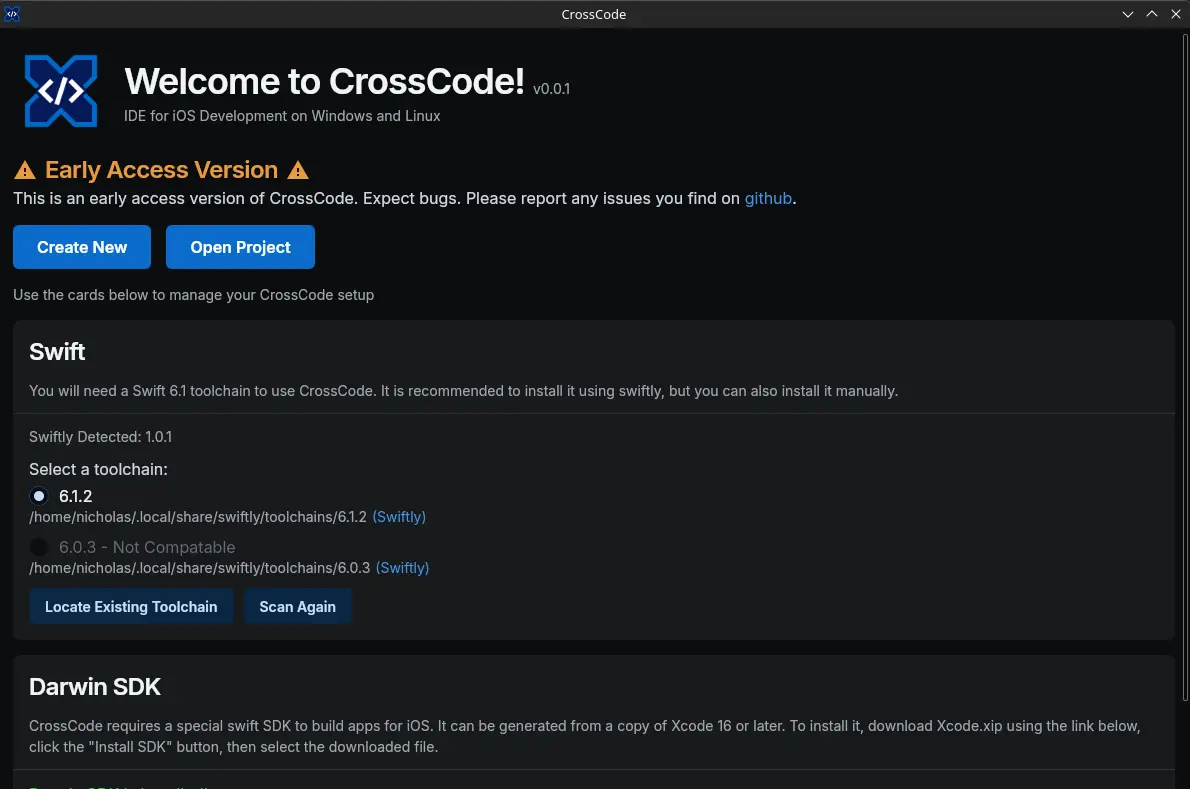 CrossCode
Welcome to CrossCode! v0.0.1
IDE for iOS Development on Windows and Linux
Early Access Version
This is an early access version of CrossCode. Expect bugs. Please report any issues you find on github.
Create New
Open Project
Use the cards below to manage your CrossCode setup
Swift
You will need a Swift 6.1 toolchain to use CrossCode. It is recommended to install it using swiftly, but you can also install it manually.
Swiftly Detected: 1.0.1
Select a toolchain:
6.1.2
/home/nicholas/.local/share/swiftly/toolchains/6.1.2 (Swiftly)
6.0.3 - Not Compatable
/home/nicholas/.local/share/swiftly/toolchains/6.0.3 (Swiftly)
Locate Existing Toolchain
Scan Again
Darwin SDK
CrossCode requires a special swift SDK to build apps for iOS. It can be generated from a copy of Xcode 16 or later. To install it, download Xcode.xip using the link below,
click the "Install SDK" button, then select the downloaded file.